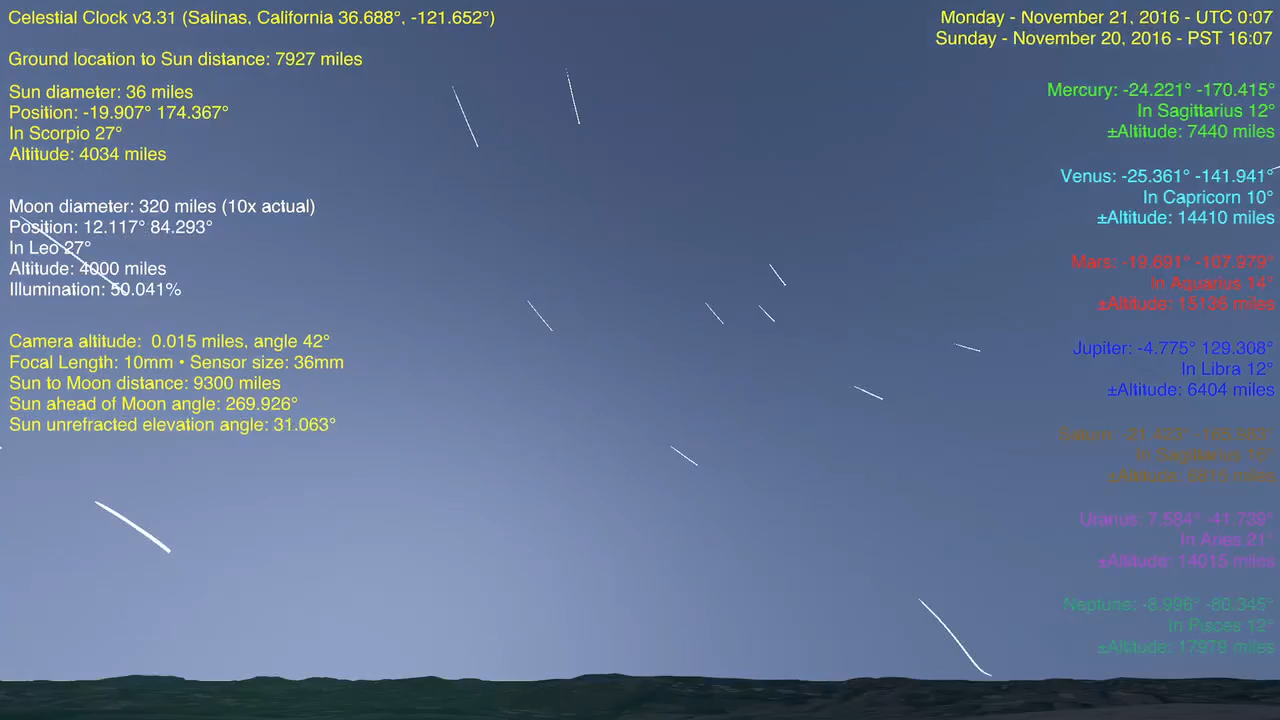 Celestial Clock v3.31 (Salinas, California 36.688°, -121.652°)
Ground location to Sun distance: 7927 miles
Sun diameter: 36 miles
Position: -19.907° 174.367°
In Scorpio 27°
Altitude: 4034 miles
Moon diameter: 320 miles (10x actual)
Position: 12.117° 84.293°
In Leo 27°
Altitude: 4000 miles
Illumination: 50.041%
Camera altitude:  0.015 miles, angle 42°
Focal Length: 10mm • Sensor size: 36mm
Sun to Moon distance: 9300 miles
Sun ahead of Moon angle: 269.926°
Sun unrefracted elevation angle: 31.063°
Monday - November 21, 2016 - UTC 0:07
Sunday - November 20, 2016 - PST 16:07
Mercury: -24.221° -170.415°
In Sagittarius 12°
±Altitude: 7440 miles
Venus: -25.361° -141.941°
In Capricorn 10°
±Altitude: 14410 miles
Mars: -19.691° -107.979°
In Aquarius 14°
±Altitude: 15136 miles
Jupiter: -4.775° 129.308°
In Libra 12°
±Altitude: 6404 miles
Saturn:
In Sagittarius
±Altitude: miles
Uranus: 7.584° -41.739°
In Aries 21°
±Altitude: 14015 miles
Neptune: -8.996° -80.345°
In Pisces 12°
±Altitude: 17979 miles